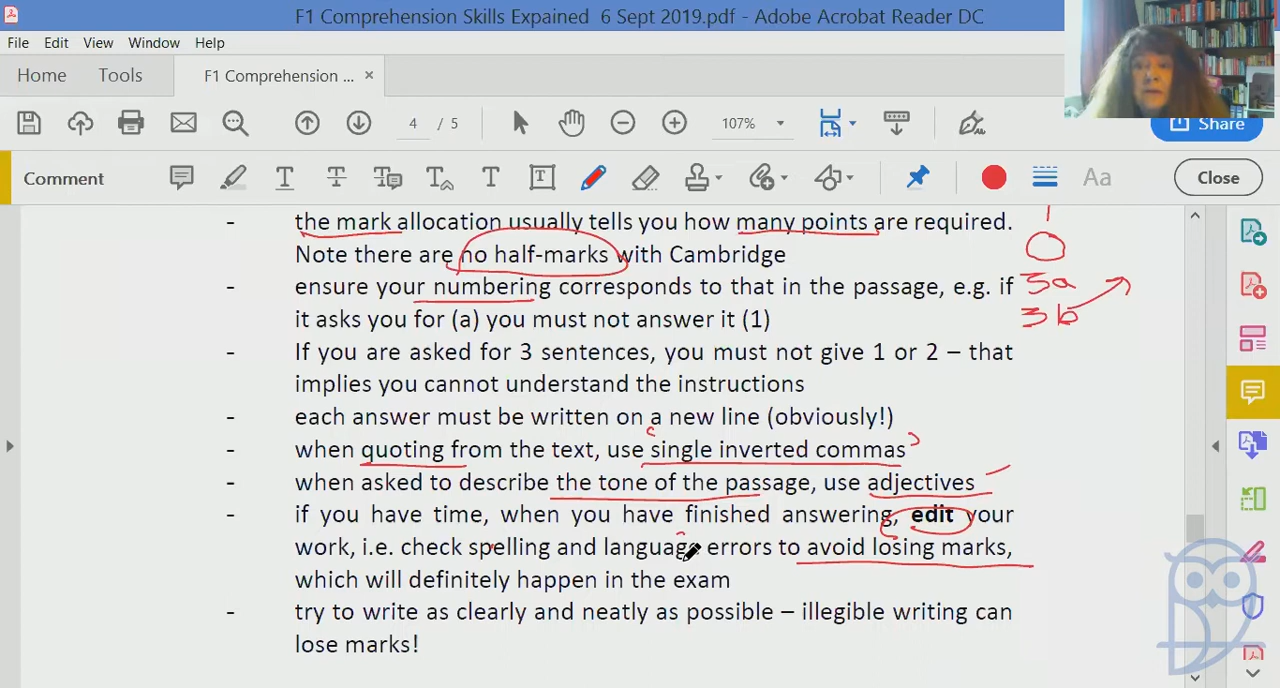 F1 Comprehension Skills Expained 6 Sept 2019.pdf - Adobe Acrobat Reader DC
File Edit View Window Help
Home Tools F1 Comprehension ... ×
4 / 5 107% Share
Comment Aa Close
- the mark allocation usually tells you how many points are required.
Note there are no half-marks with Cambridge
- ensure your numbering corresponds to that in the passage, e.g. if
it asks you for (a) you must not answer it (1)
3a
3b
- If you are asked for 3 sentences, you must not give 1 or 2 – that
implies you cannot understand the instructions
- each answer must be written on a new line (obviously!)
- when quoting from the text, use single inverted commas
- when asked to describe the tone of the passage, use adjectives
- if you have time, when you have finished answering, edit your
work, i.e. check spelling and language errors to avoid losing marks,
which will definitely happen in the exam
- try to write as clearly and neatly as possible – illegible writing can
lose marks!